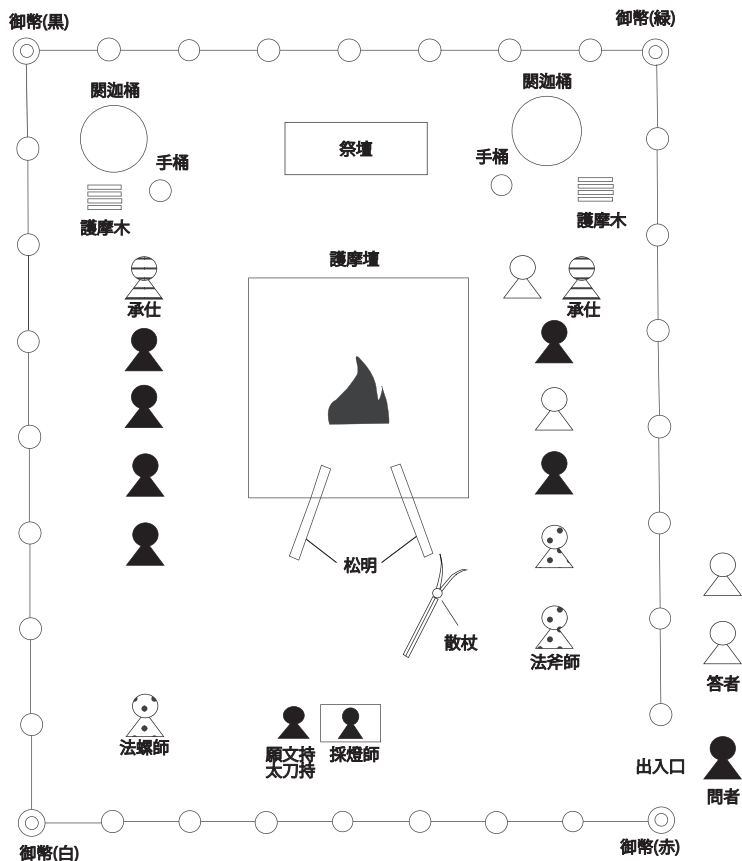 御幣(黒)
御幣(緑)
閼迦桶
閼迦桶
祭壇
手桶
手桶
護摩木
護摩木
護摩壇
承仕
承仕
松明
散杖
法斧師
答者
法螺師
願文持
太刀持
採燈師
出入口
問者
御幣(白)
御幣(赤)